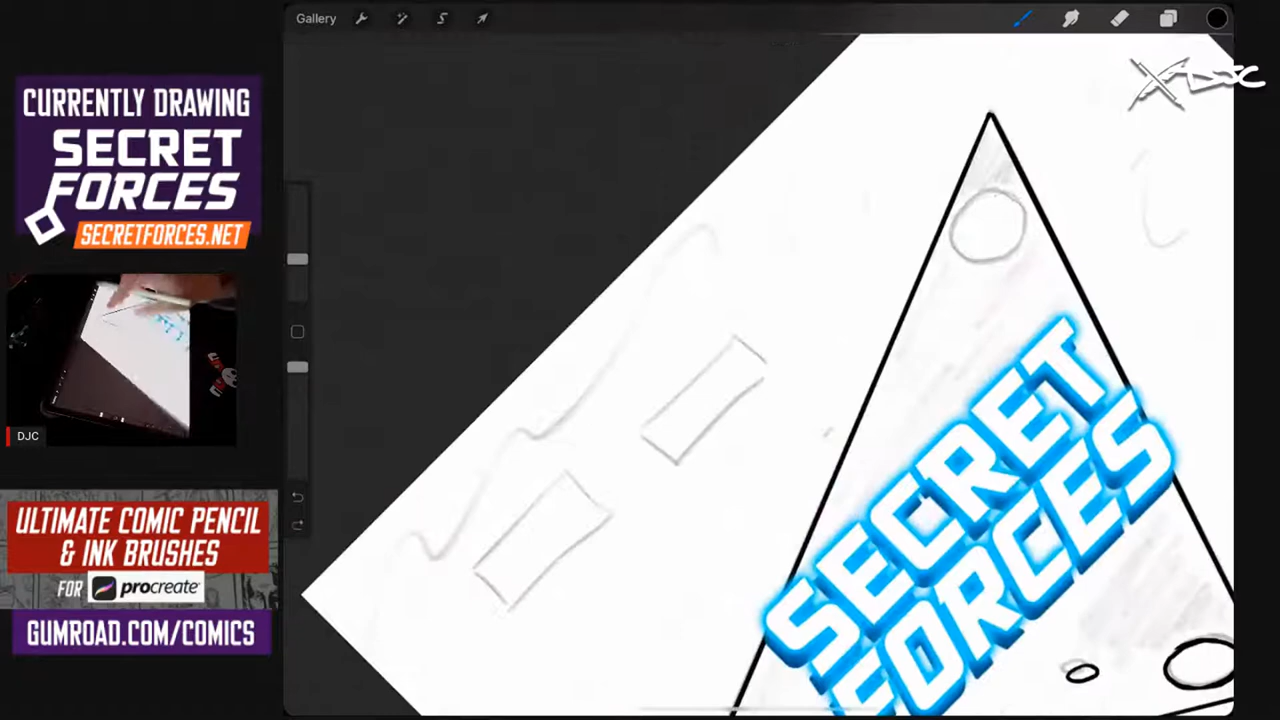 Gallery
CURRENTLY DRAWING
SECRET
FORCES
SECRETFORCES.NET
DJC
ULTIMATE COMIC PENCIL
& INK BRUSHES
FOR procreate
GUMROAD.COM/COMICS
DJC
SECRET
FORCES